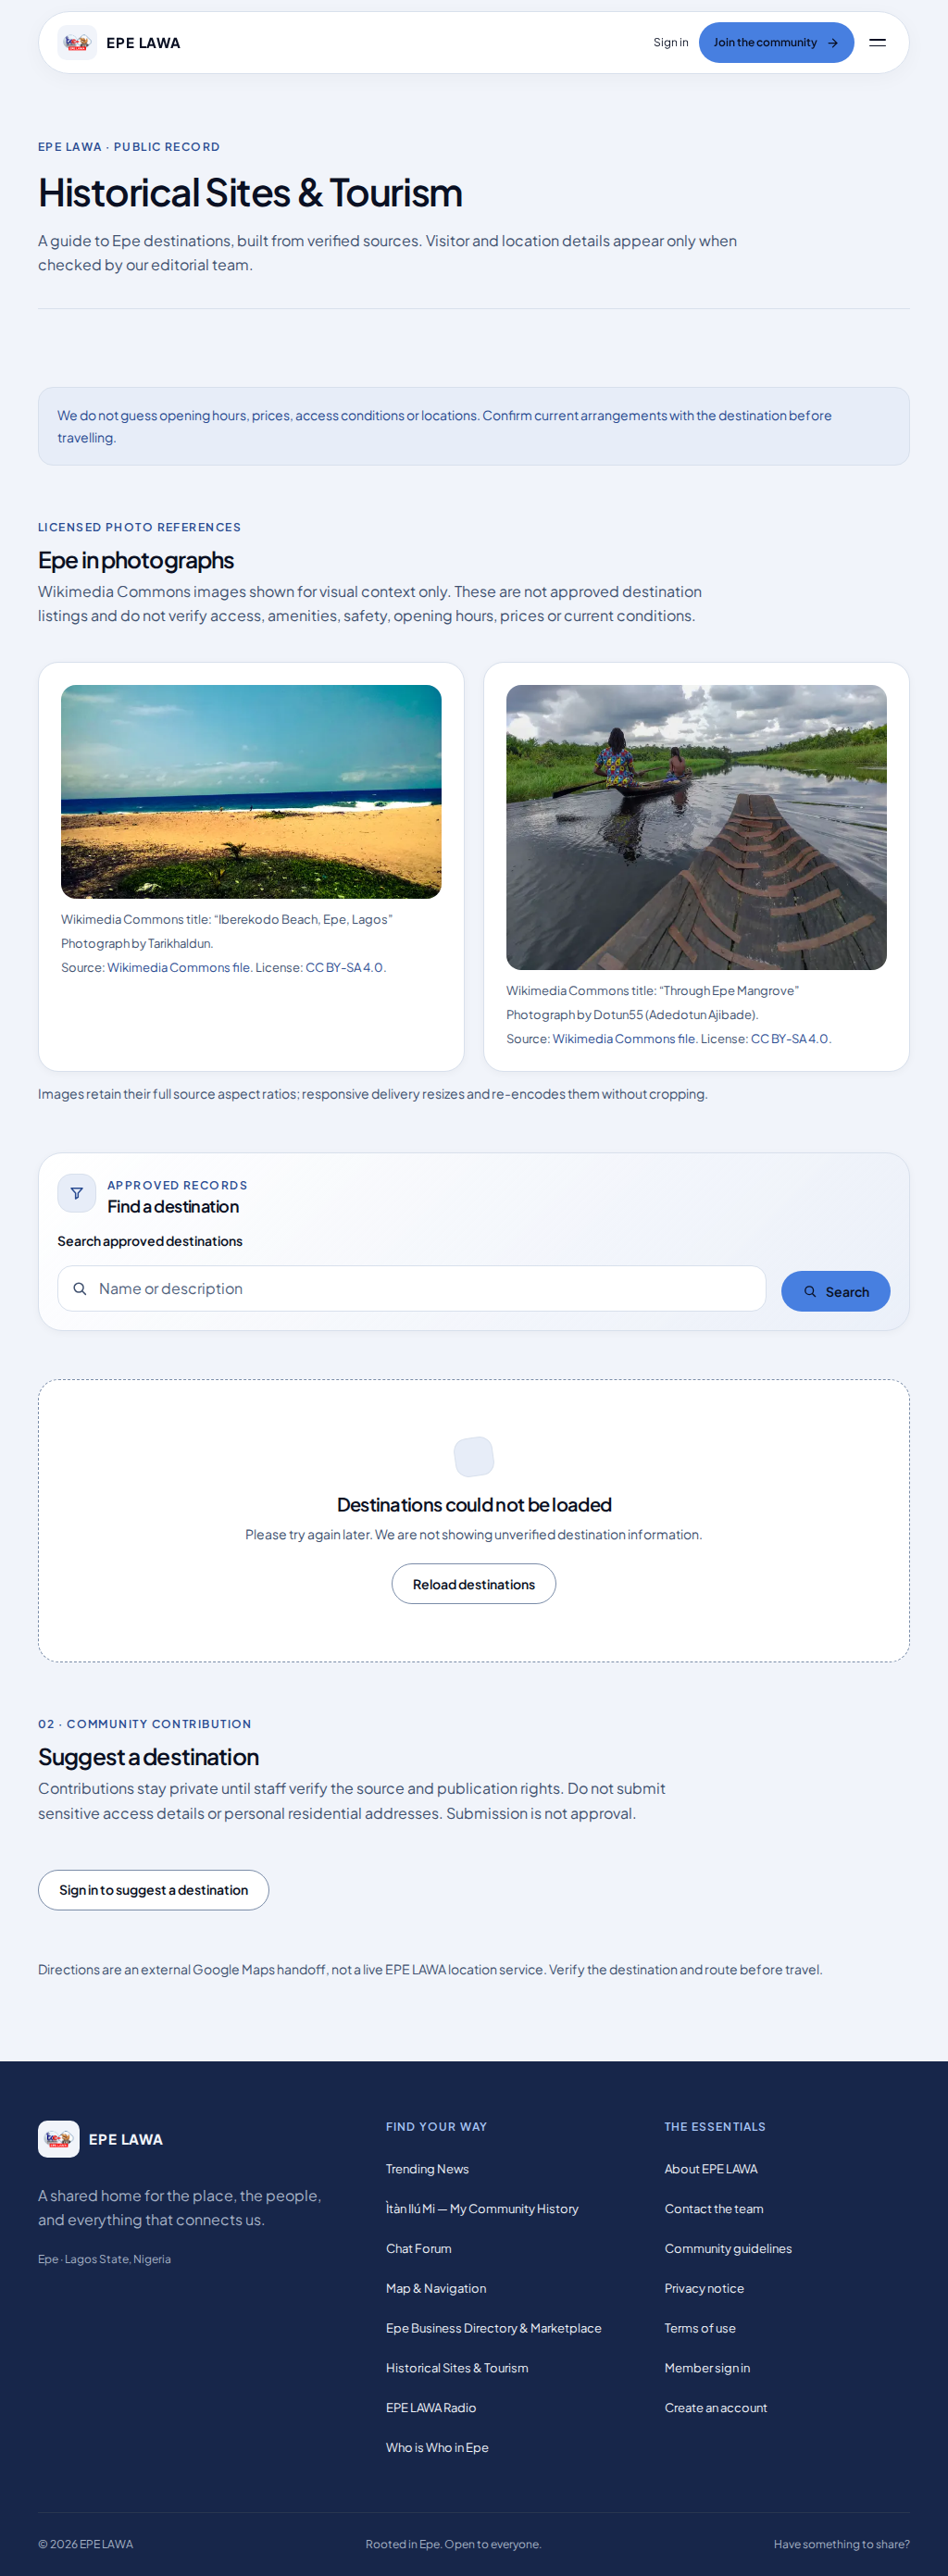 EPE LAWA
Sign in
Join the community
EPE LAWA · PUBLIC RECORD
Historical Sites & Tourism
A guide to Epe destinations, built from verified sources. Visitor and location details appear only when
checked by our editorial team.
We do not guess opening hours, prices, access conditions or locations. Confirm current arrangements with the destination before
travelling.
LICENSED PHOTO REFERENCES
Epe in photographs
Wikimedia Commons images shown for visual context only. These are not approved destination
listings and do not verify access, amenities, safety, opening hours, prices or current conditions.
Wikimedia Commons title: “Iberekodo Beach, Epe, Lagos”
Photograph by Tarikhaldun.
Source: Wikimedia Commons file. License: CC BY-SA 4.0.
Wikimedia Commons title: “Through Epe Mangrove”
Photograph by Dotun55 (Adedotun Ajibade).
Source: Wikimedia Commons file. License: CC BY-SA 4.0.
Images retain their full source aspect ratios; responsive delivery resizes and re-encodes them without cropping.
APPROVED RECORDS
Find a destination
Search approved destinations
Name or description
Search
Destinations could not be loaded
Please try again later. We are not showing unverified destination information.
Reload destinations
02 · COMMUNITY CONTRIBUTION
Suggest a destination
Contributions stay private until staff verify the source and publication rights. Do not submit
sensitive access details or personal residential addresses. Submission is not approval.
Sign in to suggest a destination
Directions are an external Google Maps handoff, not a live EPE LAWA location service. Verify the destination and route before travel.
EPE LAWA
A shared home for the place, the people,
and everything that connects us.
Epe · Lagos State, Nigeria
FIND YOUR WAY
Trending News
Ìtàn Ilú Mi — My Community History
Chat Forum
Map & Navigation
Epe Business Directory & Marketplace
Historical Sites & Tourism
EPE LAWA Radio
Who is Who in Epe
THE ESSENTIALS
About EPE LAWA
Contact the team
Community guidelines
Privacy notice
Terms of use
Member sign in
Create an account
© 2026 EPE LAWA
Rooted in Epe. Open to everyone.
Have something to share?